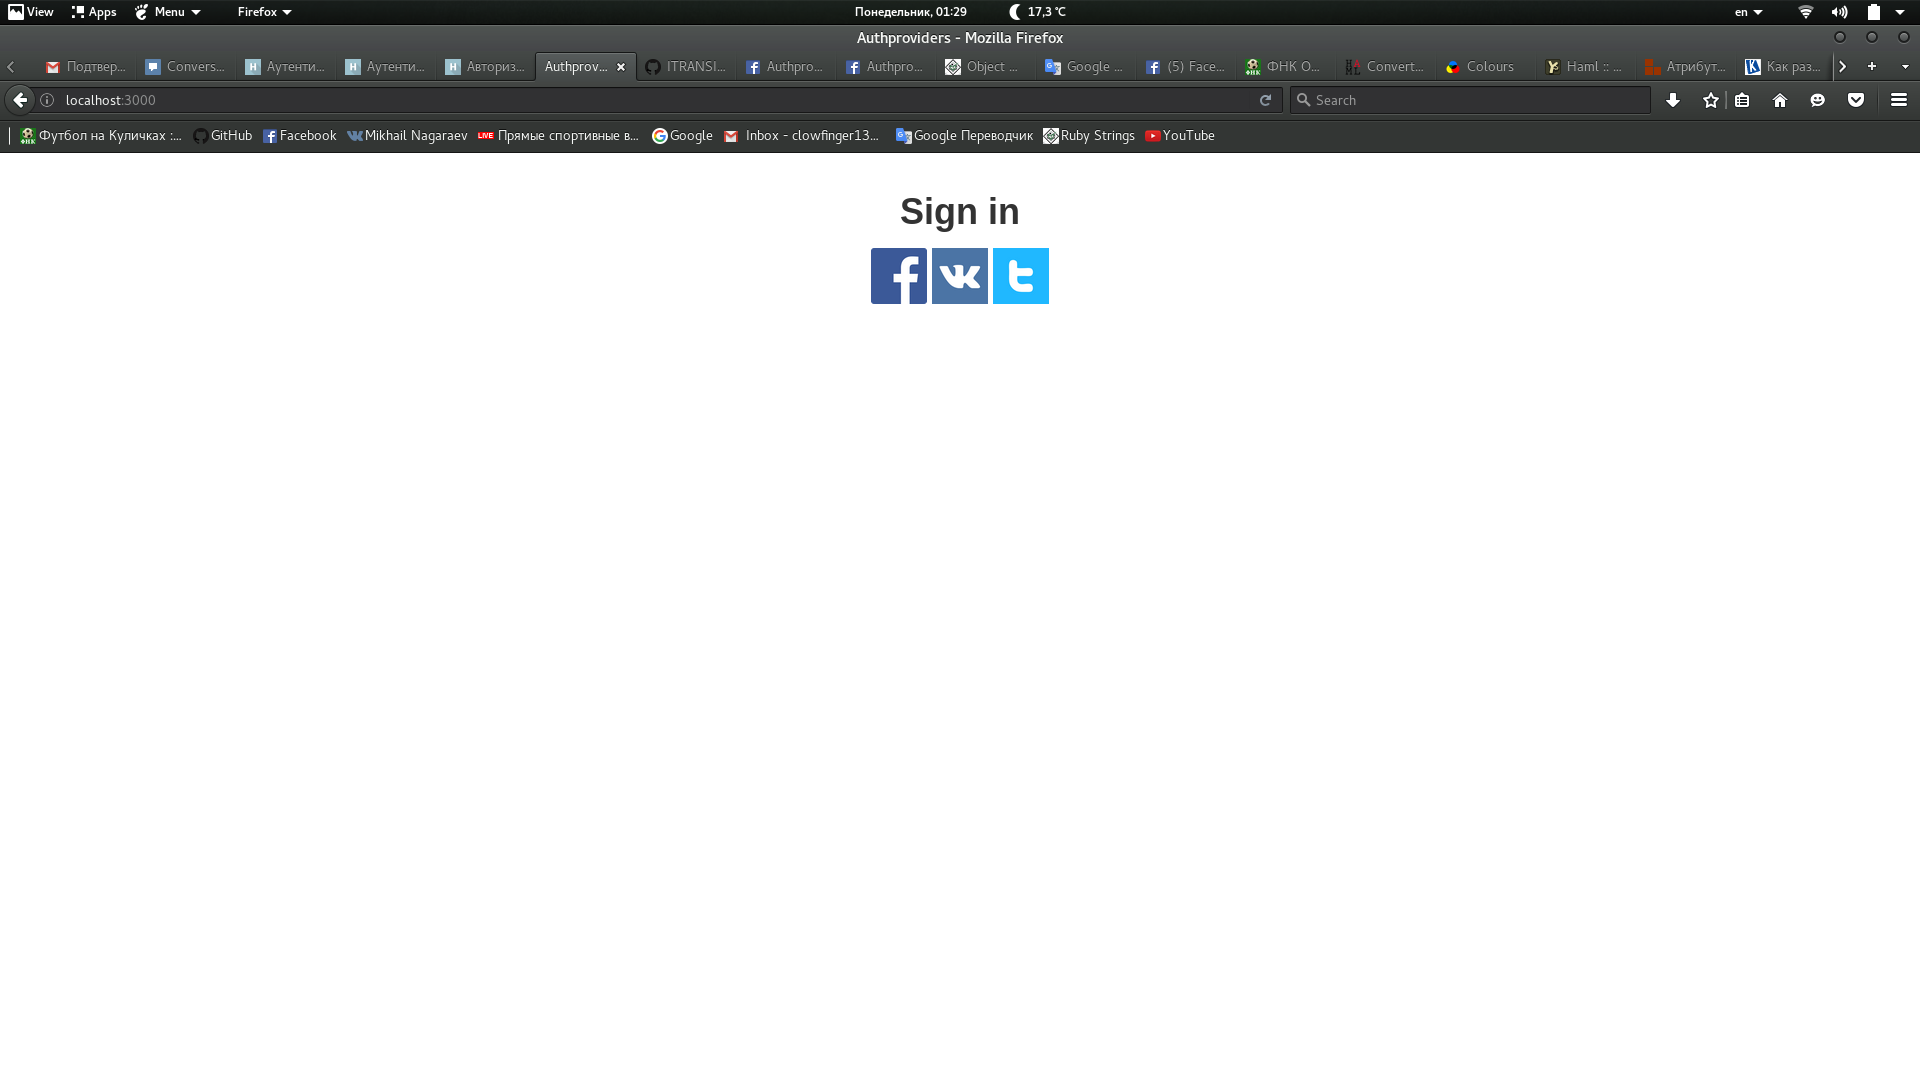 View Apps Menu Firefox Понедельник, 01:29 17,3 °C en
Authproviders - Mozilla Firefox
Подтвер... Convers... Аутенти... Аутенти... Авториз... Authprov... ITRANSI... Authpro... Authpro... Object ... Google ... (5) Face... ФНК О... Convert... Colours Haml :: ... Атрибут... Как раз...
localhost:3000 Search
Футбол на Куличках :... GitHub Facebook Mikhail Nagaraev LIVE Прямые спортивные в... Google Inbox - clowfinger13... Google Переводчик Ruby Strings YouTube
Sign in